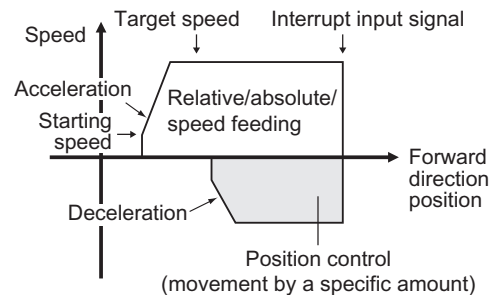 Target speed
Interrupt input signal
Speed
Acceleration
Relative/absolute/
speed feeding
Starting
speed
Forward
direction
position
Deceleration
Position control
(movement by a specific amount)